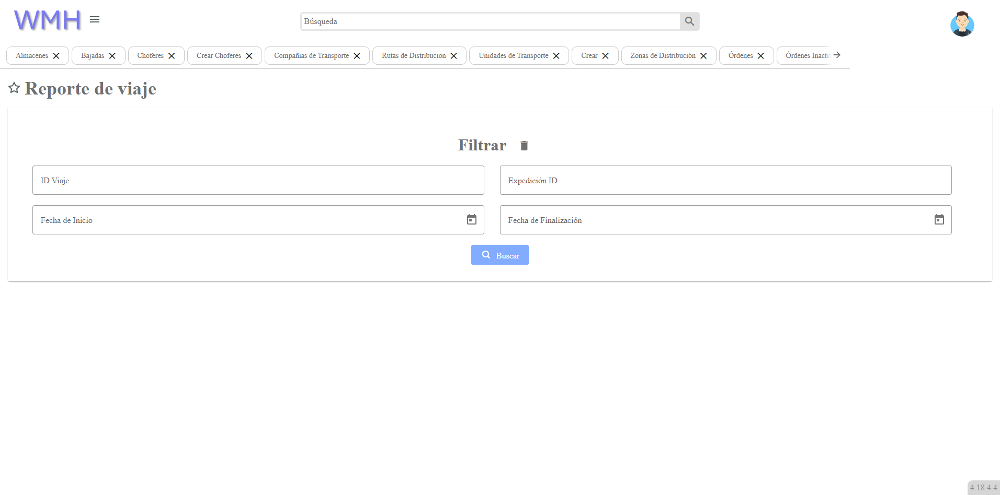 WMH
Búsqueda
Almacenes Bajadas Choferes Crear Choferes Compañías de Transporte Rutas de Distribución Unidades de Transporte Crear Zonas de Distribución Órdenes Órdenes
Reporte de viaje
Filtrar
ID Viaje Expedición ID
Fecha de Inicio Fecha de Finalización
Buscar
4.18.4.4